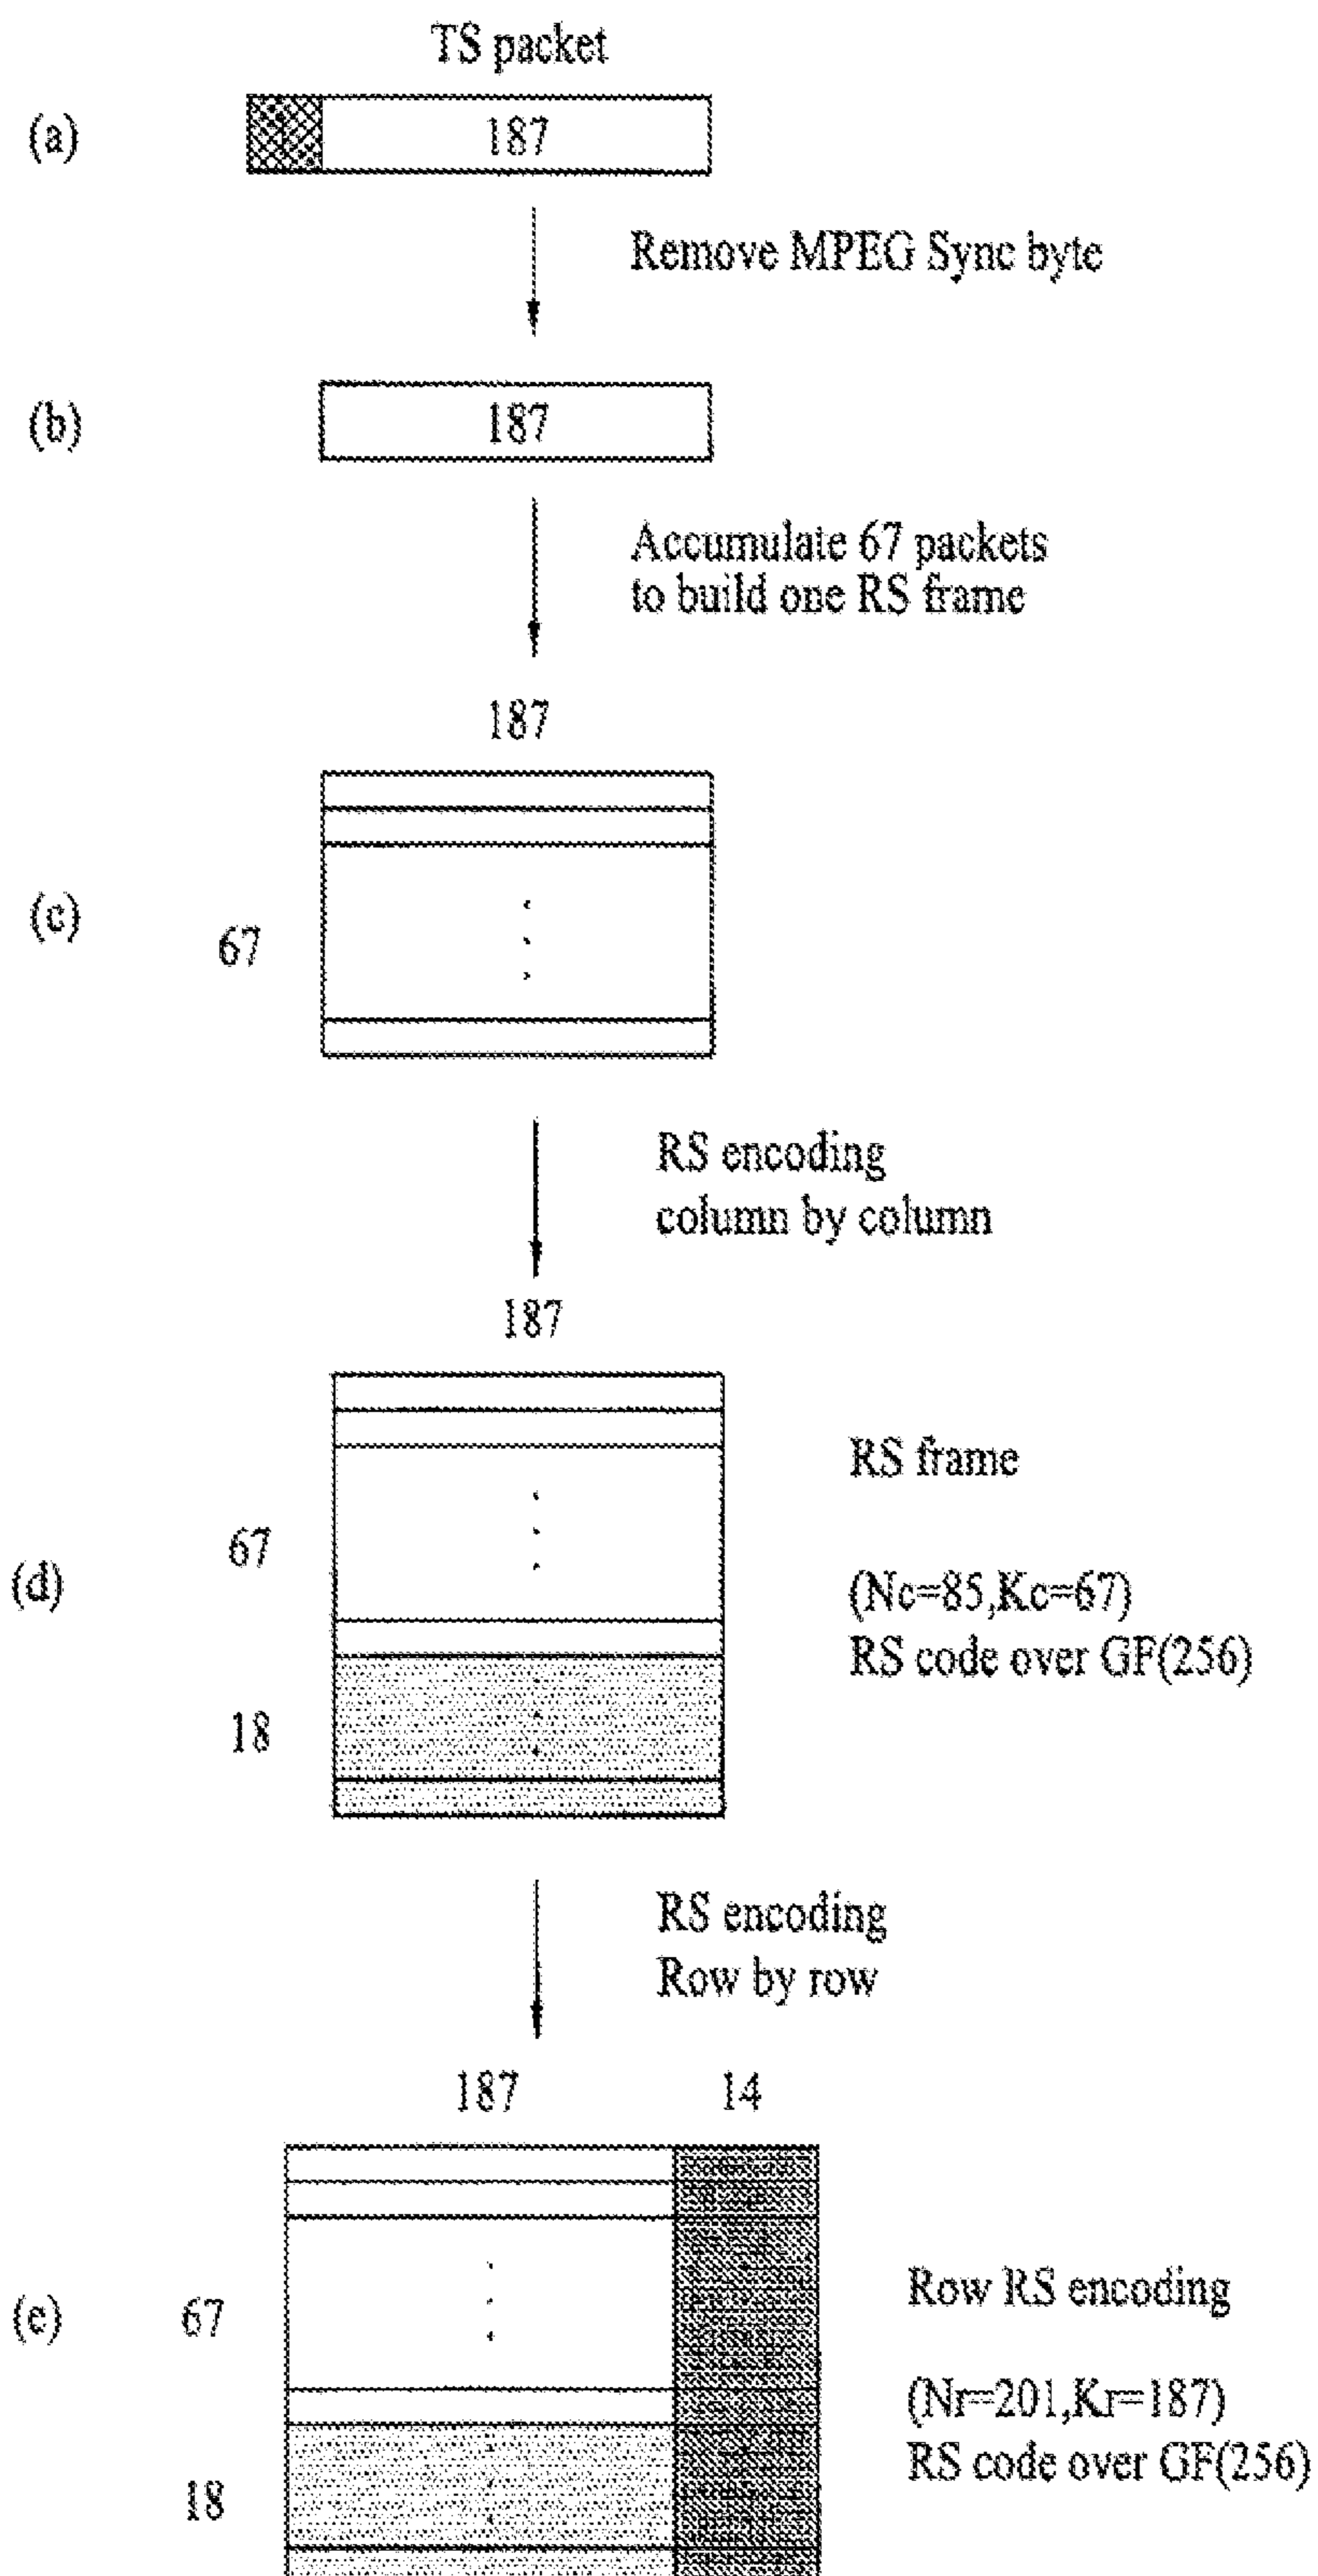 TS packet
(a)
187
Remove MPEG Sync byte
(b)
187
Accumulate 67 packets
to build one RS frame
187
(c)
67
RS encoding
column by column
187
RS frame
67
(d)
(Nc=85,Kc=67)
RS code over GF(256)
18
RS encoding
Row by row
187 14
Row RS encoding
(e)
67
(Nr=201,Kr=187)
RS code over GF(256)
18